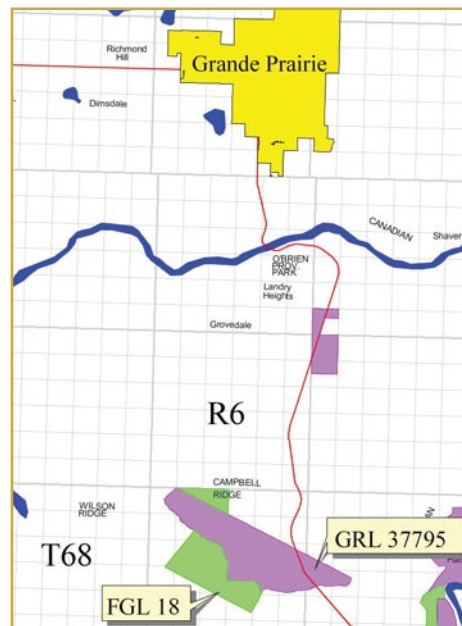 Richmond
Hill
Grande Prairie
Dimsdale
CANADIAN
Shaver
O'BRIEN
PROV.
PARK
Landry
Heights
Grovedale
R6
CAMPBELL
RIDGE
WILSON
RIDGE
GRL 37795
T68
FGL 18